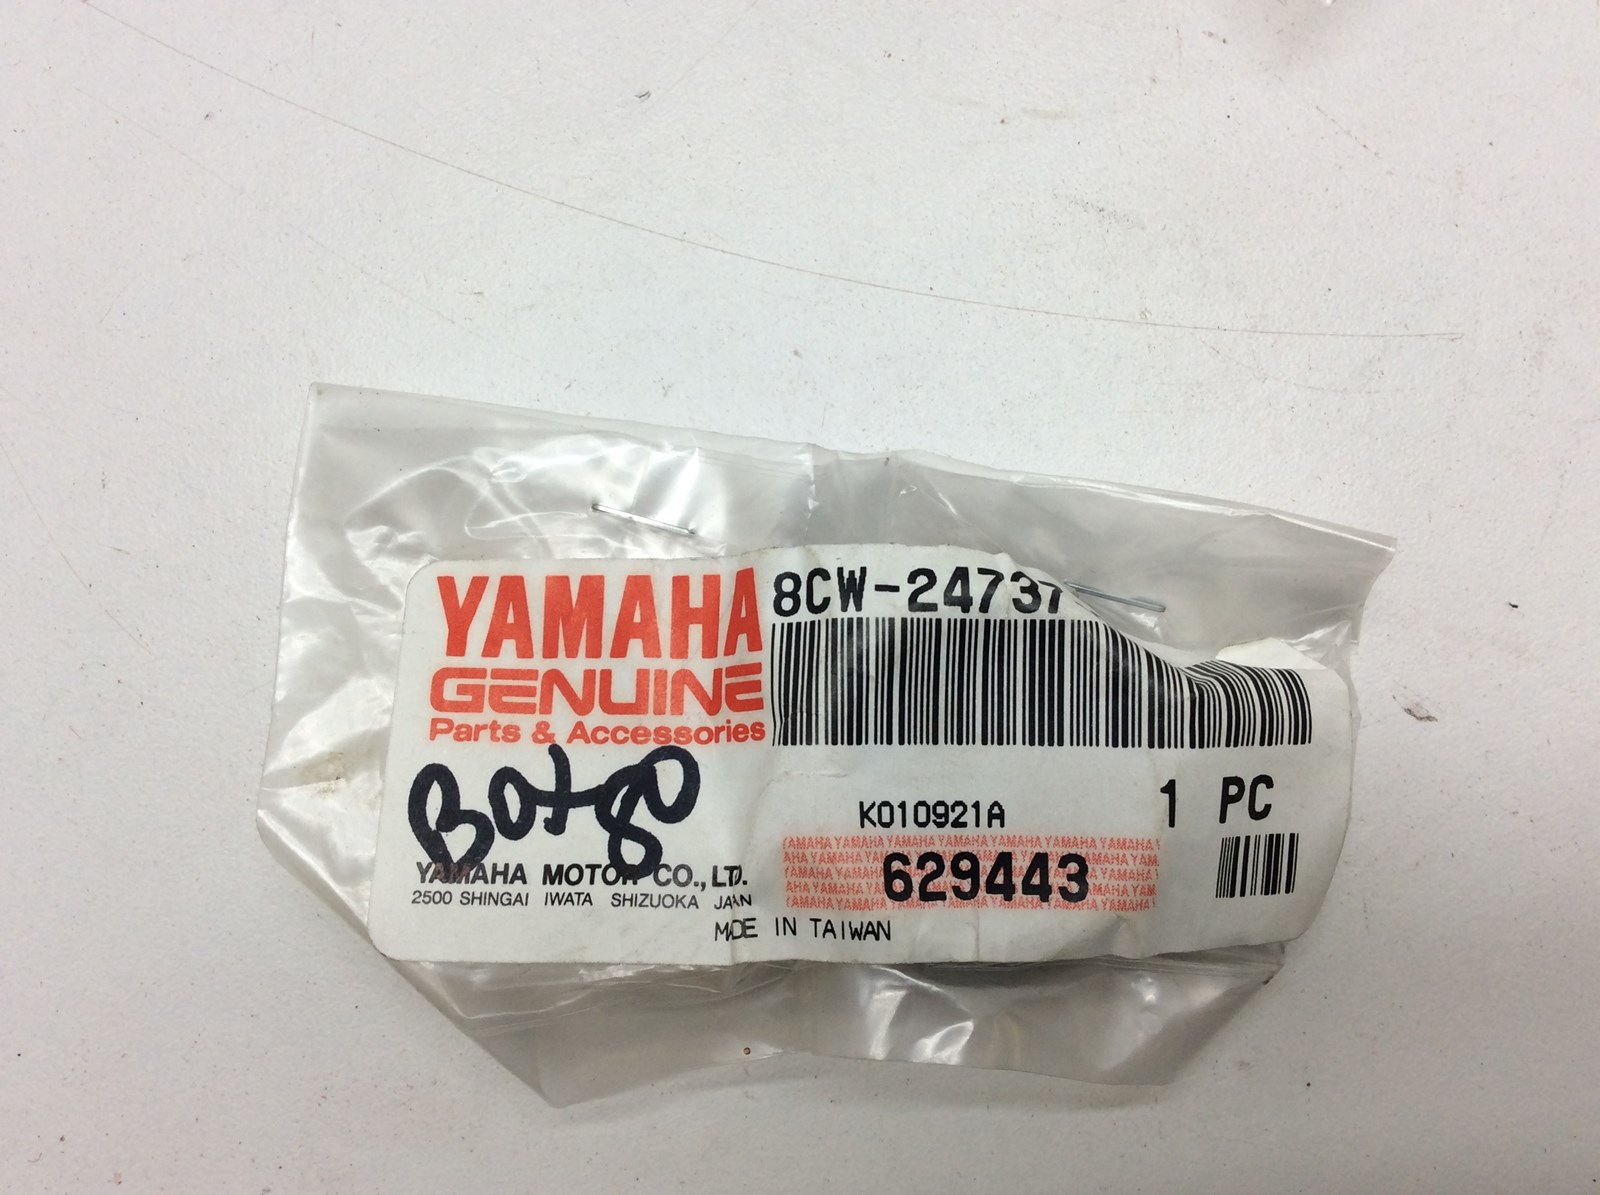 YAMAHA
GENUINE
Parts & Accessories
8CW-24737
K010921A
1 PC
629443
YAMAHA MOTOR CO., LTD.
2500 SHINGAI IWATA SHIZUOKA JAPAN
MADE IN TAIWAN